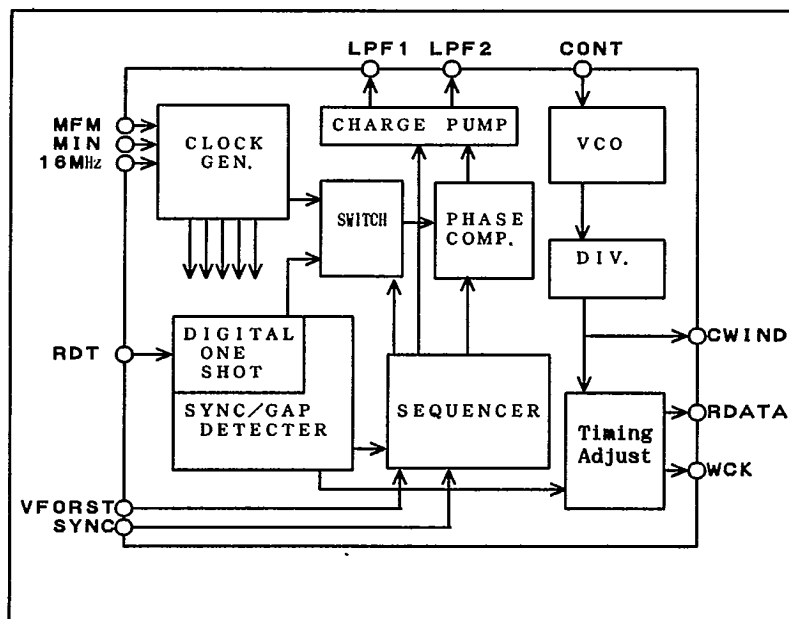 LPF1 LPF2 CONT
MFM
MIN
16MHz
CLOCK
GEN.
CHARGE PUMP
VCO
SWITCH
PHASE
COMP.
DIV.
RDT
DIGITAL
ONE
SHOT
SYNC/GAP
DETECTER
SEQUENCER
Timing
Adjust
CWIND
RDATA
WCK
VFORST
SYNC